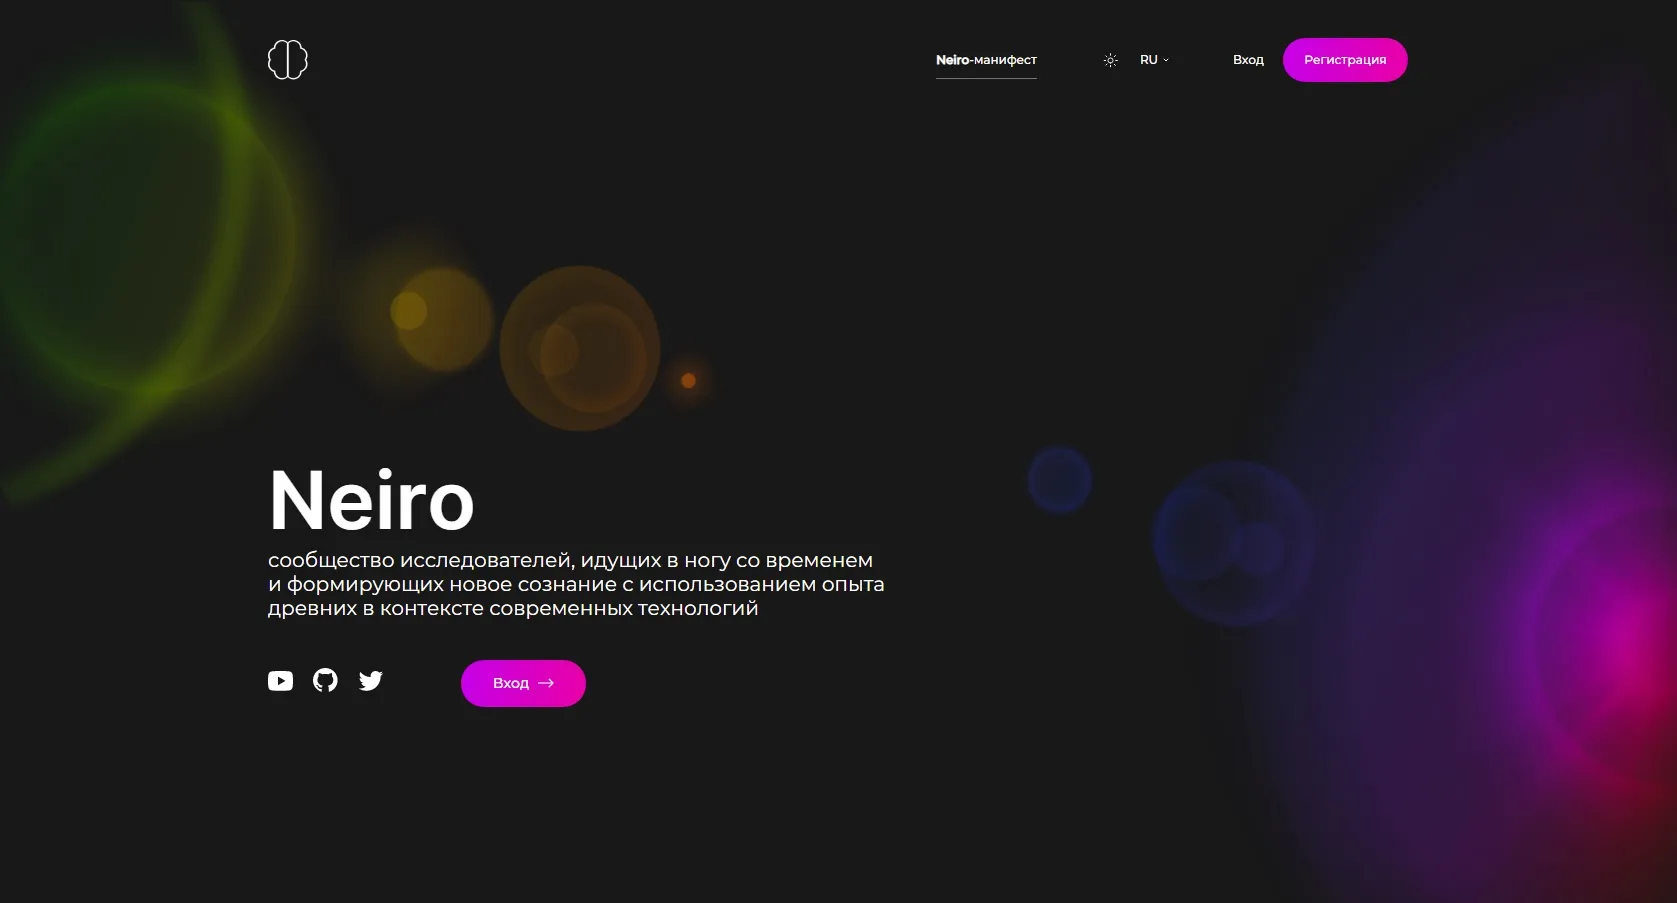 Neiro-манифест
RU
Вход
Регистрация
Neiro
сообщество исследователей, идущих в ногу со временем
и формирующих новое сознание с использованием опыта
древних в контексте современных технологий
Вход